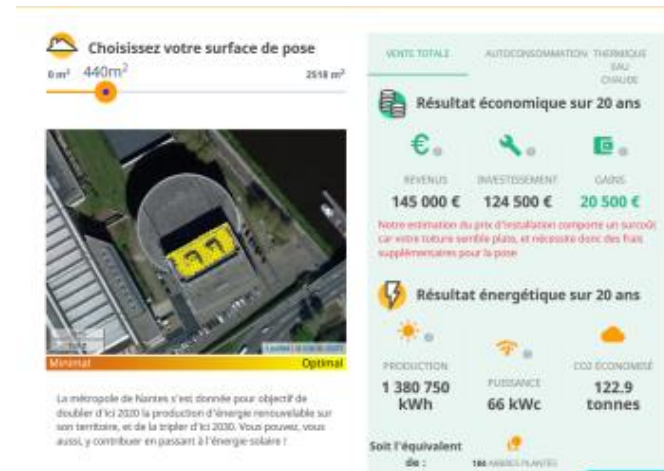 Choisissez votre surface de pose
0 m² 440m² 2518 m²
Minimal Optimal
La métropole de Nantes s'est donnée pour objectif de
doubler d'ici 2020 la production d'énergie renouvelable sur
son territoire, et de la tripler d'ici 2030. Vous pouvez, vous
aussi, y contribuer en passant à l'énergie solaire !
VENTE TOTALE AUTOCONSOMMATION THERMIQUE
EAU
CHAUDE
Résultat économique sur 20 ans
REVENUS INVESTISSEMENT GAINS
145 000 € 124 500 € 20 500 €
Notre estimation du prix d'installation comporte un surcoût
car votre toiture semble plate, et nécessite donc des frais
supplémentaires pour la pose
Résultat énergétique sur 20 ans
PRODUCTION PUISSANCE CO2 ÉCONOMISÉ
1 380 750
kWh
66 kWc
122.9
tonnes
Soit l'équivalent
de :
186 ARBRES PLANTÉS